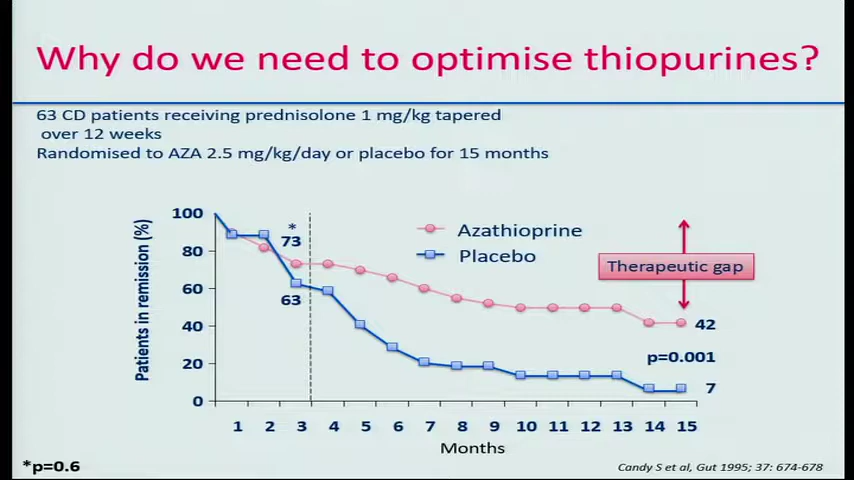 Why do we need to optimise thiopurines?
63 CD patients receiving prednisolone 1 mg/kg tapered
over 12 weeks
Randomised to AZA 2.5 mg/kg/day or placebo for 15 months
Patients in remission (%)
100
80
60
40
20
0
*
73
63
Azathioprine
Placebo
Therapeutic gap
42
p=0.001
7
1 2 3 4 5 6 7 8 9 10 11 12 13 14 15
Months
*p=0.6
Candy S et al, Gut 1995; 37: 674-678